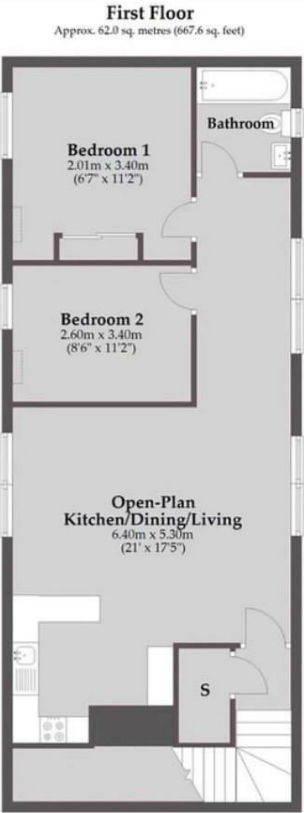 First Floor
Approx. 62.0 sq. metres (667.6 sq. feet)
Bathroom
Bedroom 1
2.01m x 3.40m
(6'7" x 11'2")
Bedroom 2
2.60m x 3.40m
(8'6" x 11'2")
Open-Plan
Kitchen/Dining/Living
6.40m x 5.30m
(21' x 17'5")
S